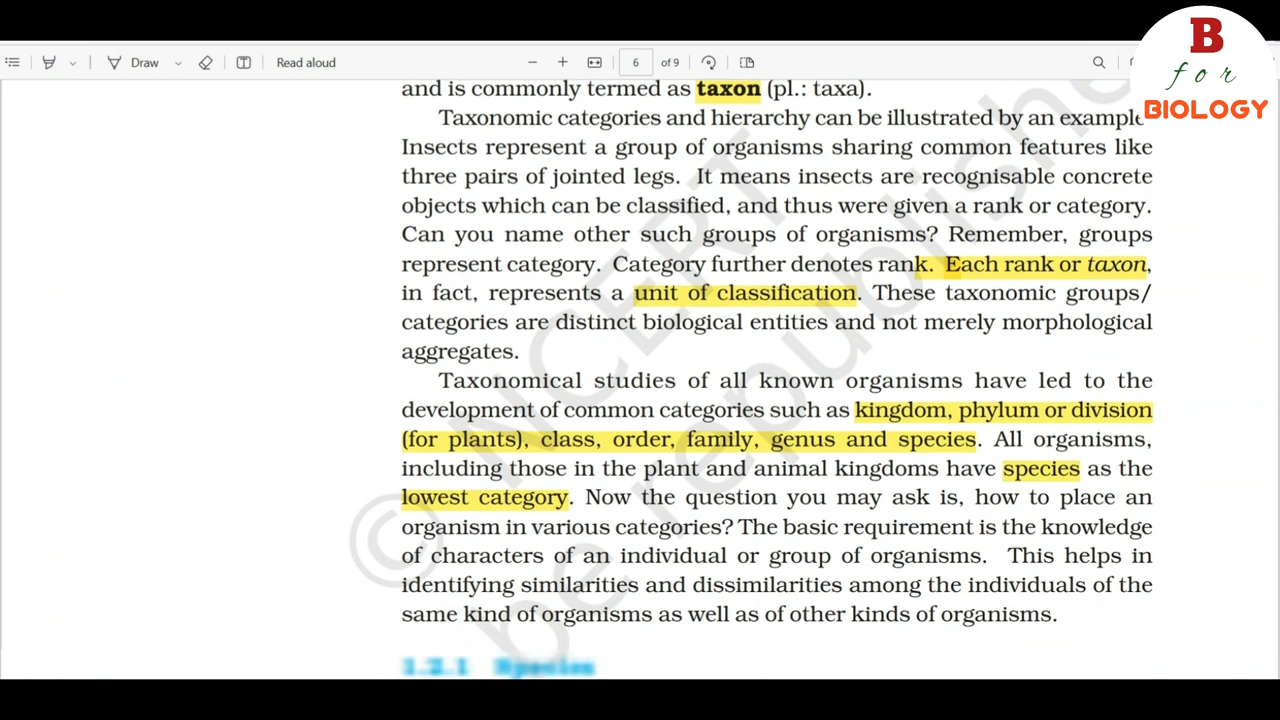 B
for
BIOLOGY
Draw
Read aloud
6
of 9
and is commonly termed as taxon (pl.: taxa).
Taxonomic categories and hierarchy can be illustrated by an example
Insects represent a group of organisms sharing common features like
three pairs of jointed legs. It means insects are recognisable concrete
objects which can be classified, and thus were given a rank or category.
Can you name other such groups of organisms? Remember, groups
represent category. Category further denotes rank. Each rank or taxon,
in fact, represents a unit of classification. These taxonomic groups/
categories are distinct biological entities and not merely morphological
aggregates.
Taxonomical studies of all known organisms have led to the
development of common categories such as kingdom, phylum or division
(for plants), class, order, family, genus and species. All organisms,
including those in the plant and animal kingdoms have species as the
lowest category. Now the question you may ask is, how to place an
organism in various categories? The basic requirement is the knowledge
of characters of an individual or group of organisms. This helps in
identifying similarities and dissimilarities among the individuals of the
same kind of organisms as well as of other kinds of organisms.
1.2.1 Species
© NCERT
be republishe